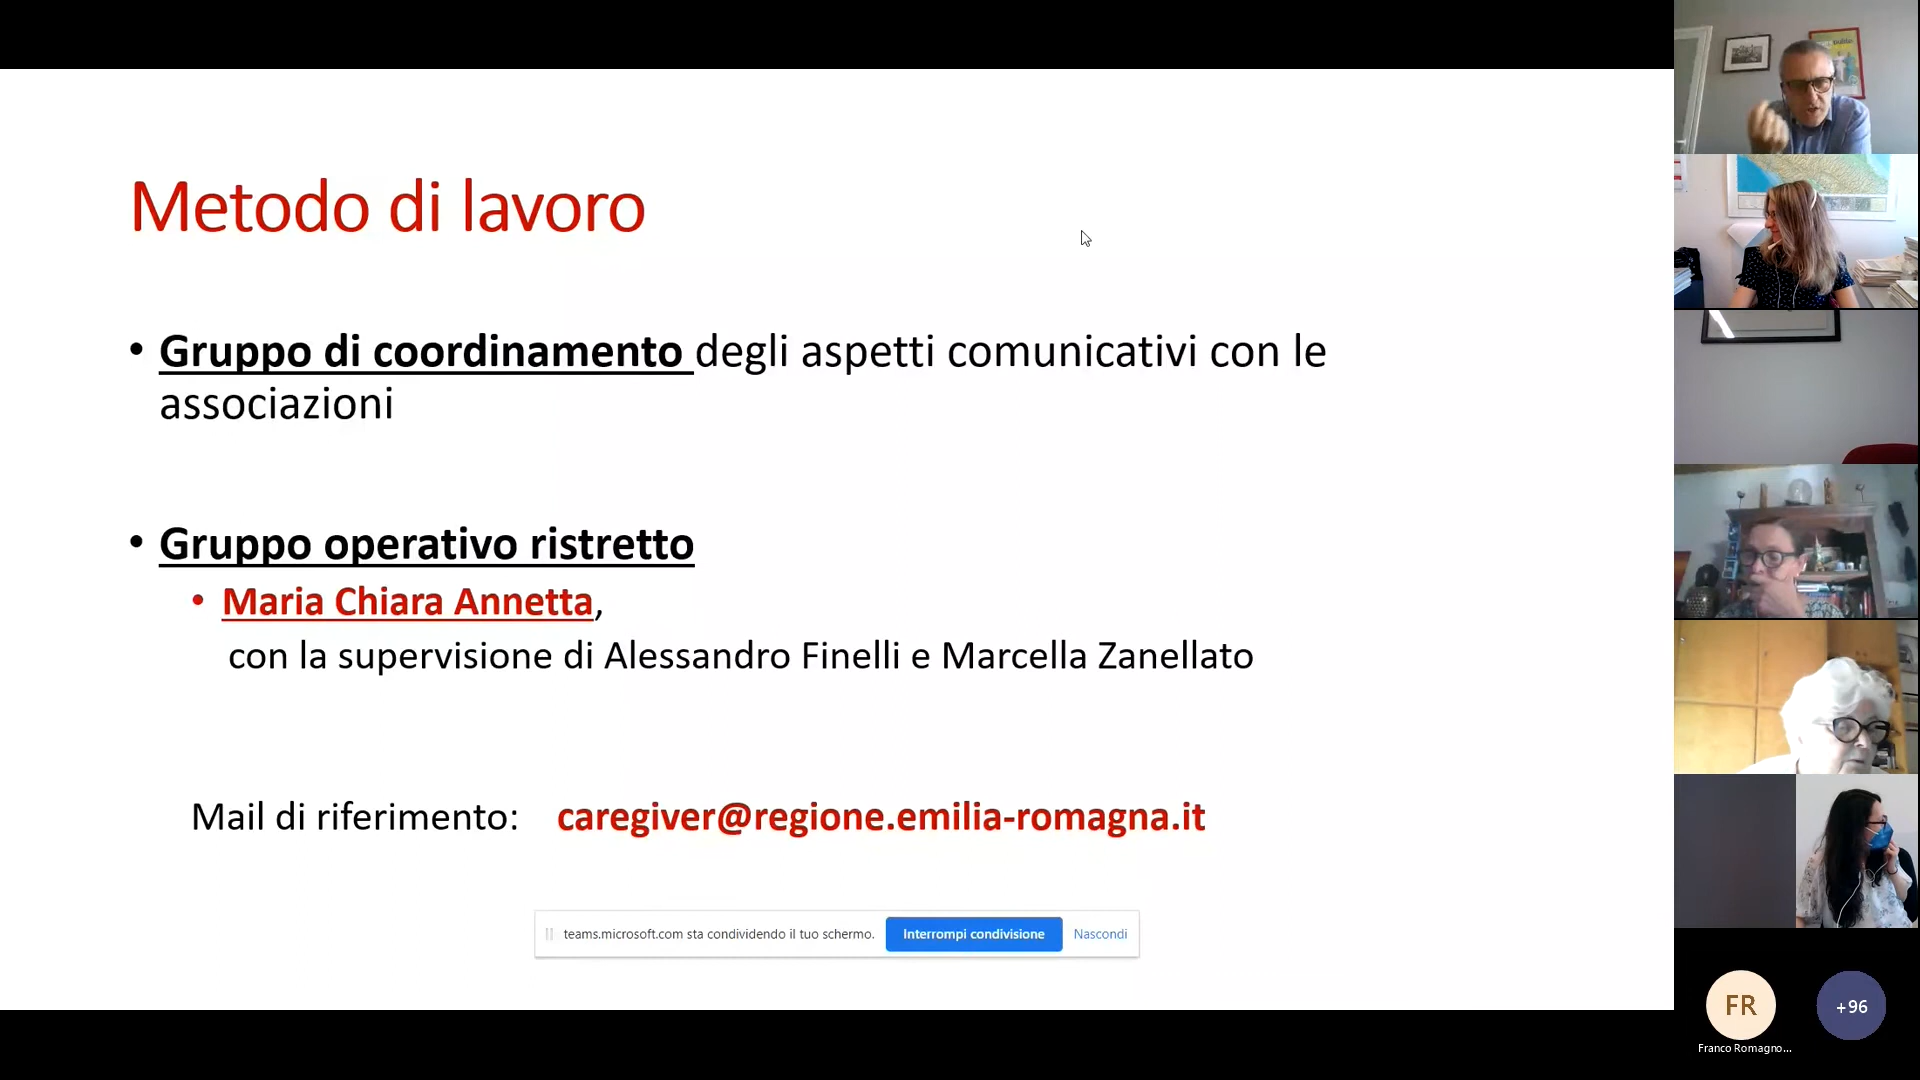 Metodo di lavoro
• Gruppo di coordinamento degli aspetti comunicativi con le
associazioni
• Gruppo operativo ristretto
• Maria Chiara Annetta,
con la supervisione di Alessandro Finelli e Marcella Zanellato
Mail di riferimento: caregiver@regione.emilia-romagna.it
teams.microsoft.com sta condividendo il tuo schermo. Interrompi condivisione Nascondi
FR
+96
Franco Romagno...